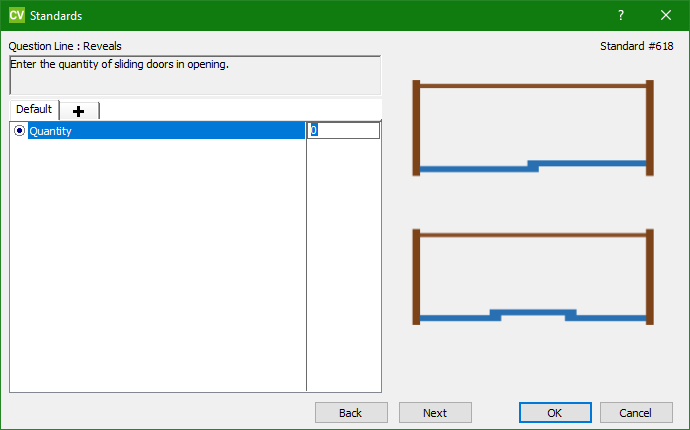 CV Standards ?
Question Line : Reveals Standard #618
Enter the quantity of sliding doors in opening.
Default
Quantity 0
Back Next OK Cancel